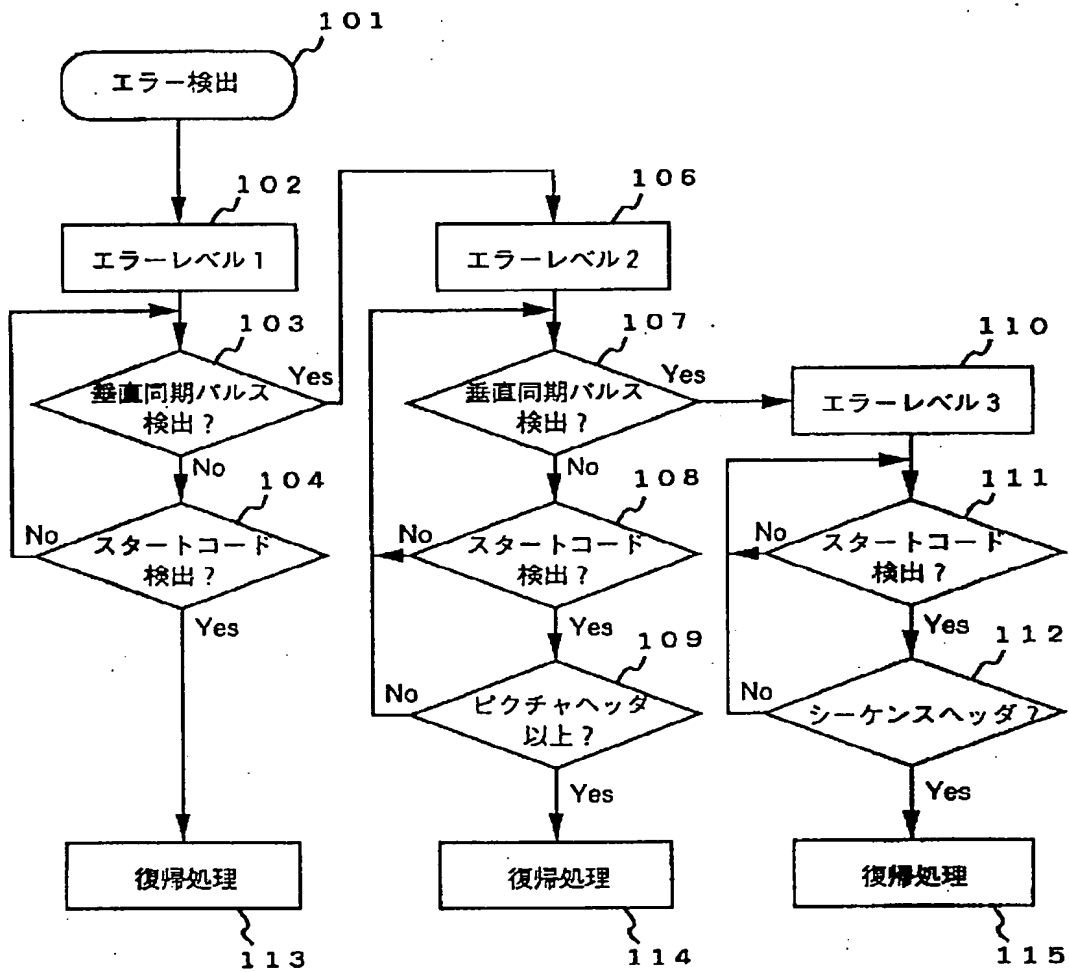 101
エラー検出
102
エラーレベル1
103
垂直同期パルス
検出?
Yes
No
104
スタートコード
検出?
No
Yes
復帰処理
113
106
エラーレベル2
107
垂直同期パルス
検出?
Yes
No
108
スタートコード
検出?
No
Yes
109
ピクチャヘッダ
以上?
No
Yes
復帰処理
114
110
エラーレベル3
111
スタートコード
検出?
No
Yes
112
シーケンスヘッダ?
No
Yes
復帰処理
115